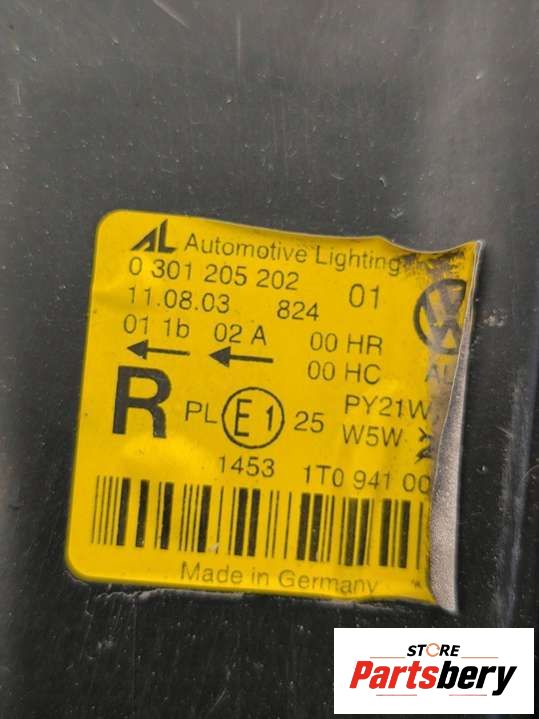 AL Automotive Lighting
0 301 205 202 01
11.08.03 824
01 1b 02 A 00 HR
00 HC
R PL E1 25 PY21W
W5W
1453 1T0 941 00
Made in Germany
STORE
Partsbery